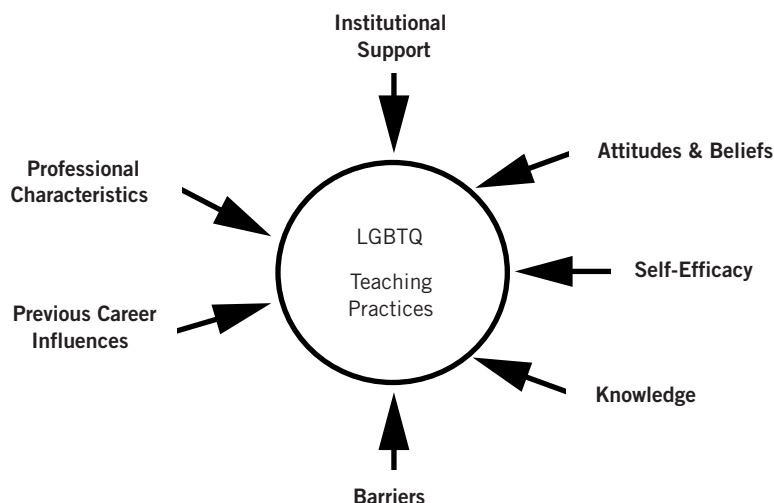 Institutional
Support
Attitudes & Beliefs
Professional
Characteristics
LGBTQ
Teaching
Practices
Self-Efficacy
Previous Career
Influences
Knowledge
Barriers